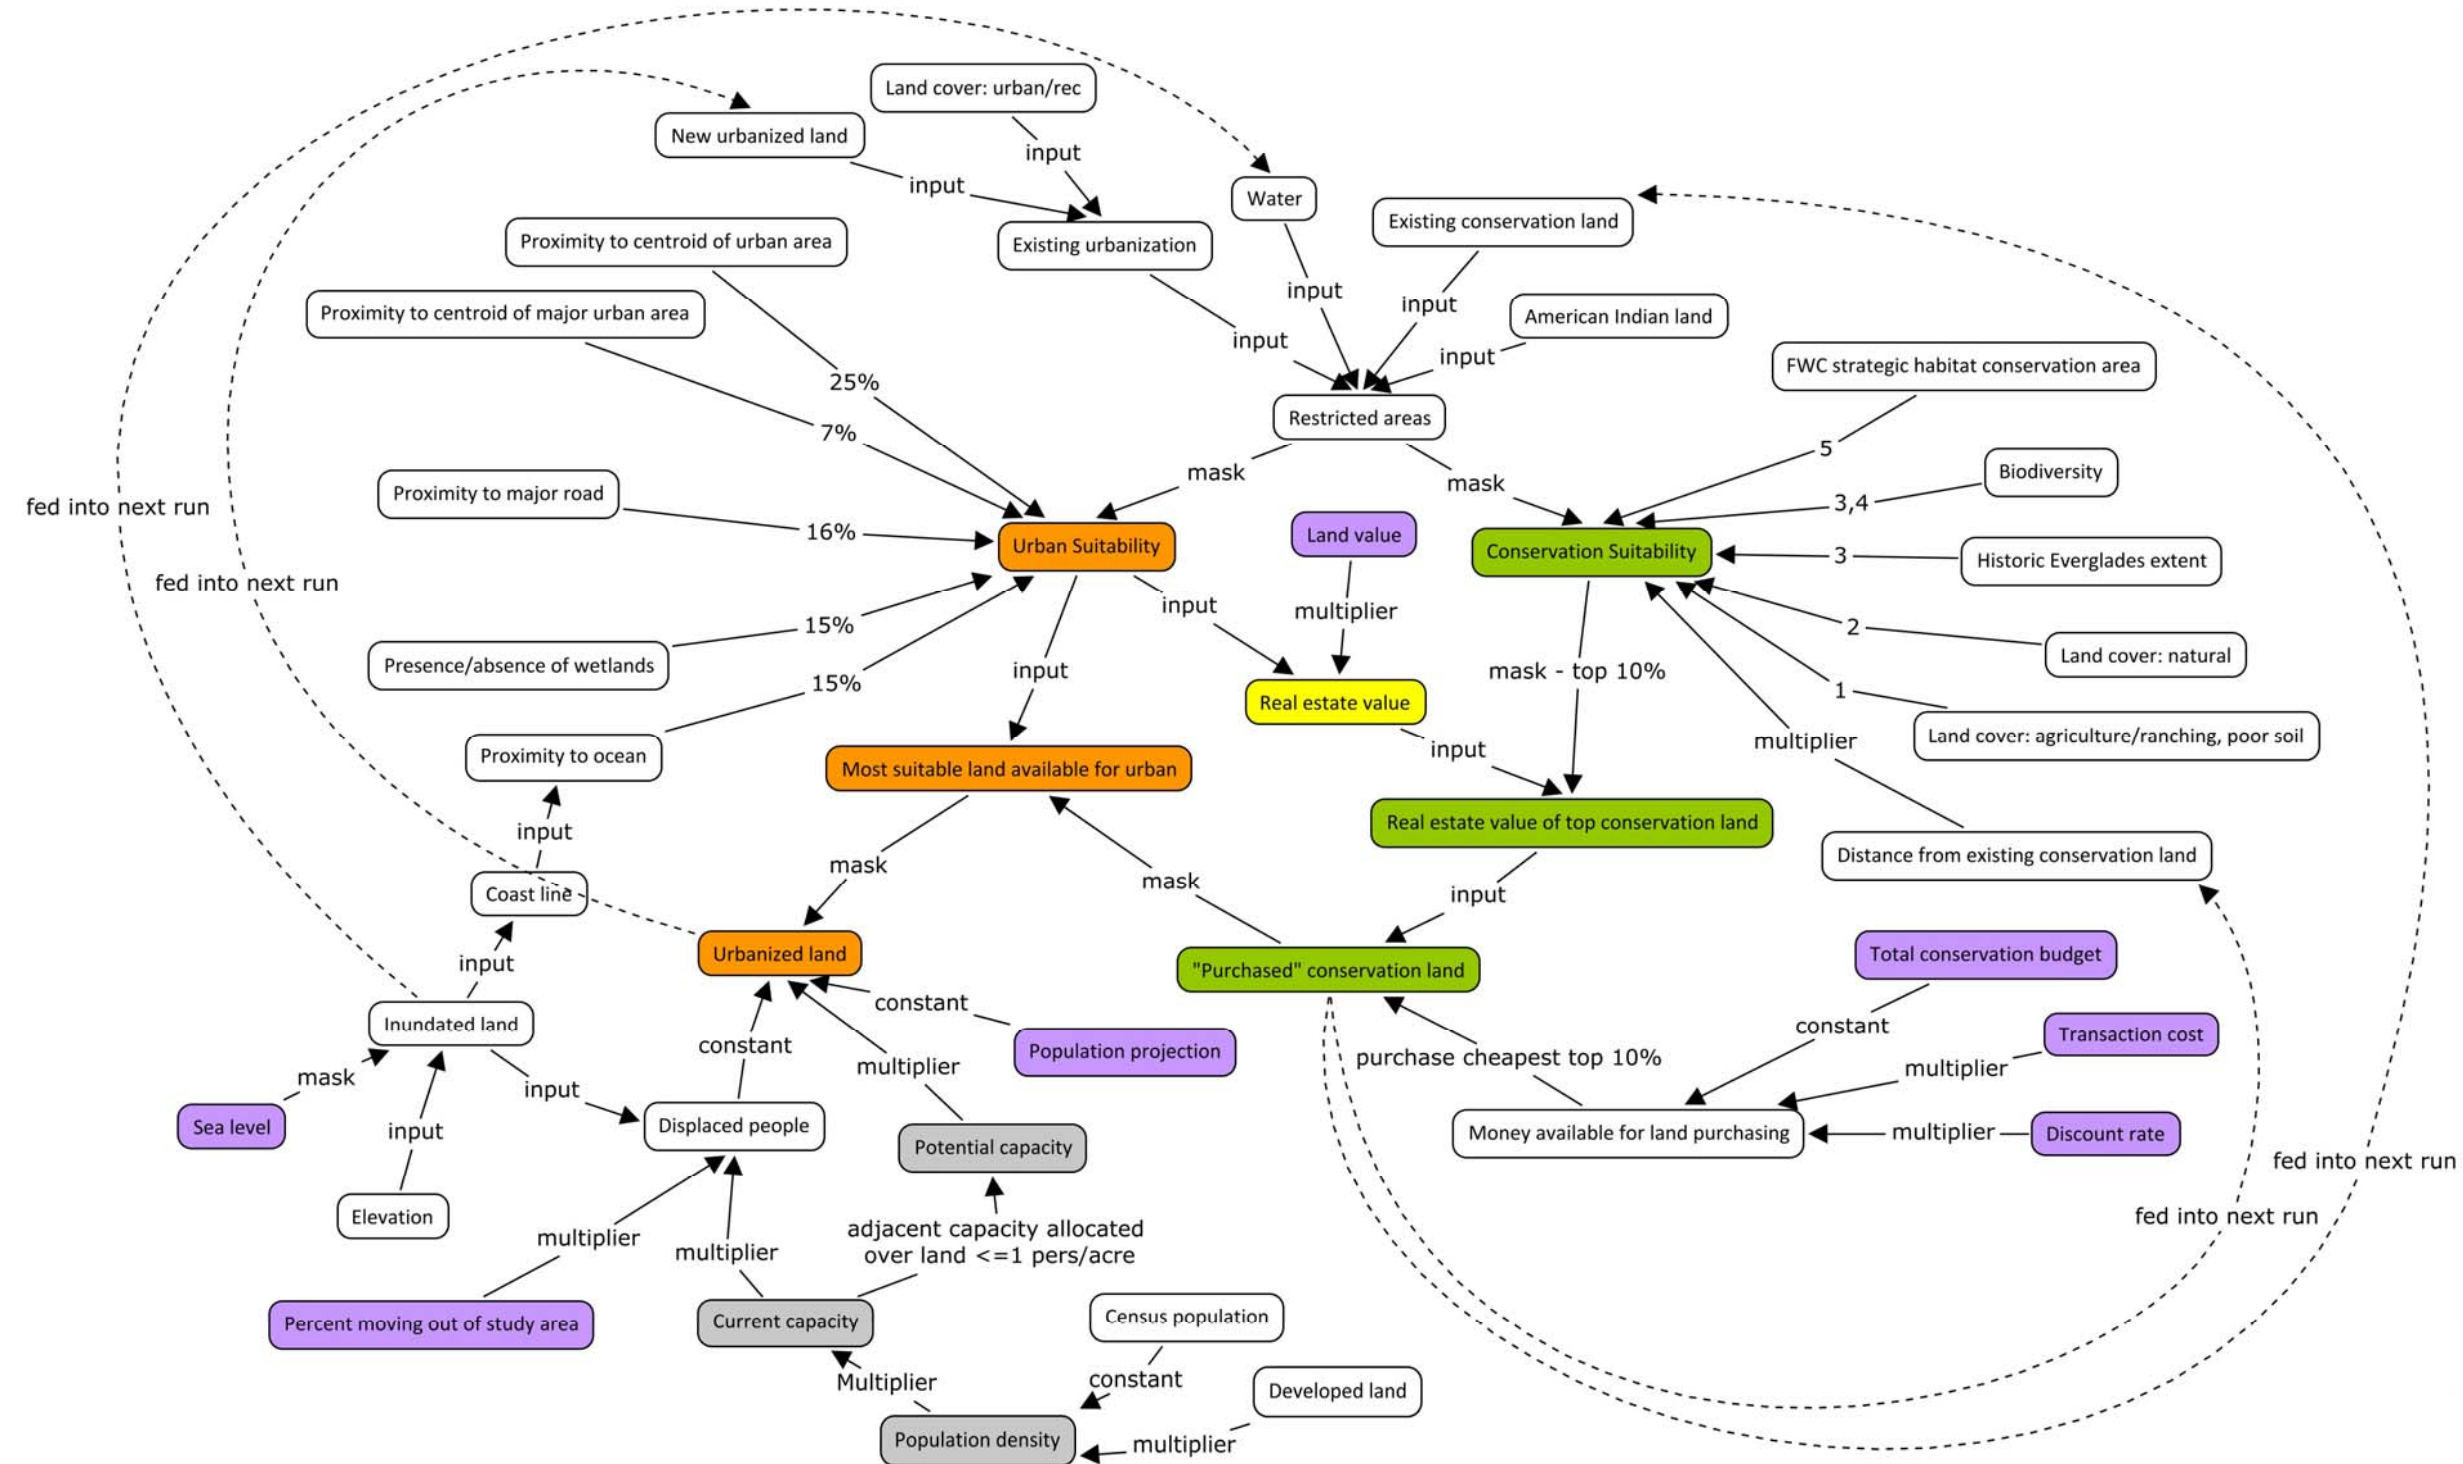 Land cover: urban/rec
New urbanized land
input
input
Water
Existing conservation land
Proximity to centroid of urban area
Existing urbanization
input
input
Proximity to centroid of major urban area
American Indian land
input
input
FWC strategic habitat conservation area
25%
7%
Restricted areas
5
Biodiversity
mask
mask
3,4
Proximity to major road
fed into next run
16%
Urban Suitability
Land value
Conservation Suitability
3
Historic Everglades extent
fed into next run
input
multiplier
15%
2
Presence/absence of wetlands
Land cover: natural
input
mask - top 10%
15%
1
Real estate value
Land cover: agriculture/ranching, poor soil
multiplier
input
Proximity to ocean
Most suitable land available for urban
input
Real estate value of top conservation land
Distance from existing conservation land
mask
mask
input
Coast line
input
Urbanized land
"Purchased" conservation land
Total conservation budget
constant
Inundated land
constant
Transaction cost
constant
Population projection
purchase cheapest top 10%
multiplier
multiplier
mask
input
Sea level
Displaced people
Money available for land purchasing
multiplier
Discount rate
input
Potential capacity
fed into next run
Elevation
fed into next run
multiplier
multiplier
adjacent capacity allocated
over land <=1 pers/acre
Percent moving out of study area
Current capacity
Census population
Multiplier
constant
Developed land
Population density
multiplier